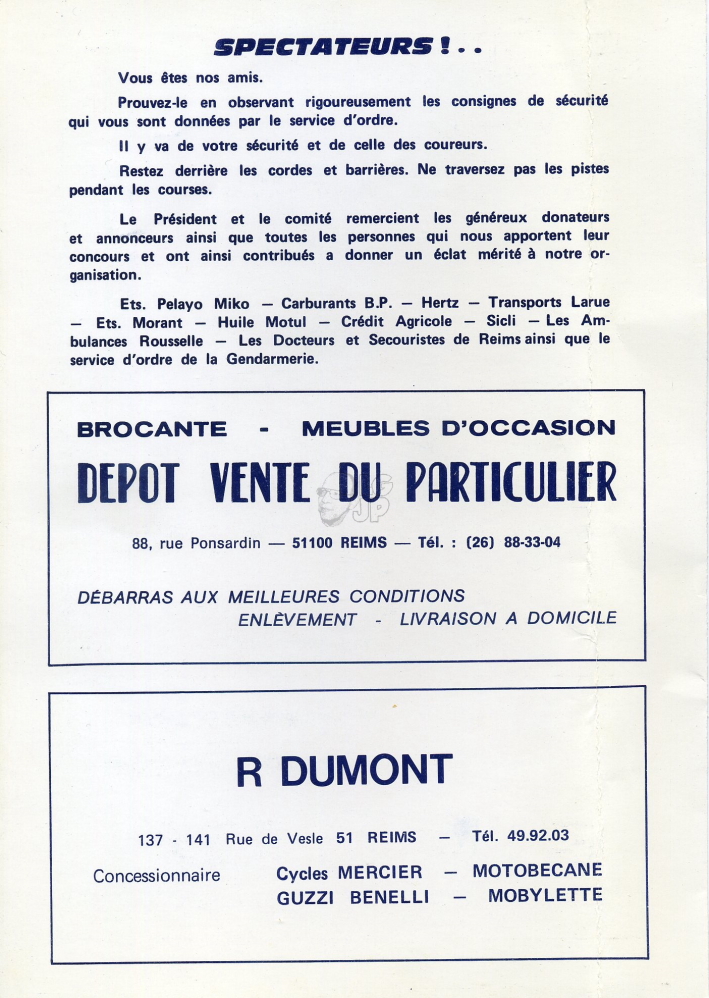 SPECTATEURS ! . .
Vous êtes nos amis.
Prouvez-le en observant rigoureusement les consignes de sécurité
qui vous sont données par le service d'ordre.
Il y va de votre sécurité et de celle des coureurs.
Restez derrière les cordes et barrières. Ne traversez pas les pistes
pendant les courses.
Le Président et le comité remercient les généreux donateurs
et annonceurs ainsi que toutes les personnes qui nous apportent leur
concours et ont ainsi contribués a donner un éclat mérité à notre or-
ganisation.
Ets. Pelayo Miko — Carburants B.P. — Hertz — Transports Larue
— Ets. Morant — Huile Motul — Crédit Agricole — Sicli — Les Am-
bulances Rousselle — Les Docteurs et Secouristes de Reims ainsi que le
service d'ordre de la Gendarmerie.
BROCANTE - MEUBLES D'OCCASION
DEPOT VENTE DU PARTICULIER
JP
88, rue Ponsardin — 51100 REIMS — Tél. : (26) 88-33-04
DÉBARRAS AUX MEILLEURES CONDITIONS
ENLÈVEMENT - LIVRAISON A DOMICILE
R DUMONT
137 - 141 Rue de Vesle 51 REIMS — Tél. 49.92.03
Concessionnaire Cycles MERCIER — MOTOBECANE
GUZZI BENELLI — MOBYLETTE